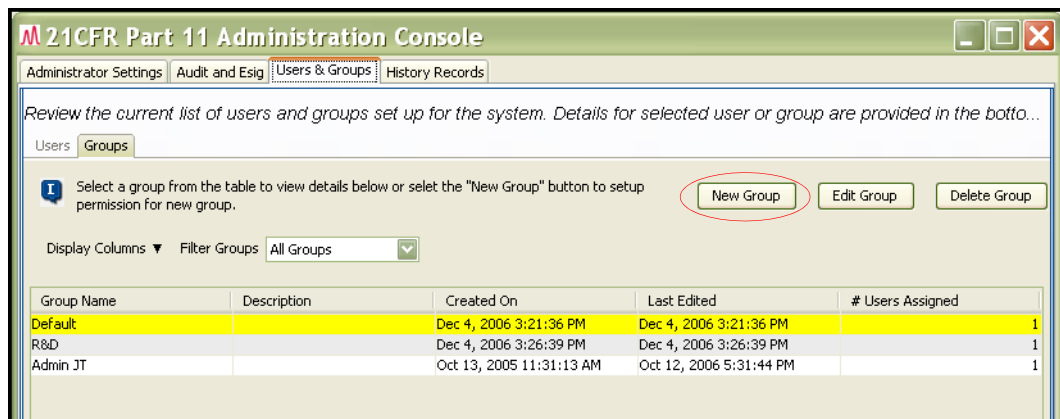 21CFR Part 11 Administration Console
Administrator Settings Audit and Esig Users & Groups History Records
Review the current list of users and groups set up for the system. Details for selected user or group are provided in the botto...
Users Groups
Select a group from the table to view details below or selet the "New Group" button to setup
permission for new group.
New Group Edit Group Delete Group
Display Columns ▼ Filter Groups All Groups
Group Name Description Created On Last Edited # Users Assigned
Default Dec 4, 2006 3:21:36 PM Dec 4, 2006 3:21:36 PM 1
R&D Dec 4, 2006 3:26:39 PM Dec 4, 2006 3:26:39 PM 1
Admin JT Oct 13, 2005 11:31:13 AM Oct 12, 2006 5:31:44 PM 1